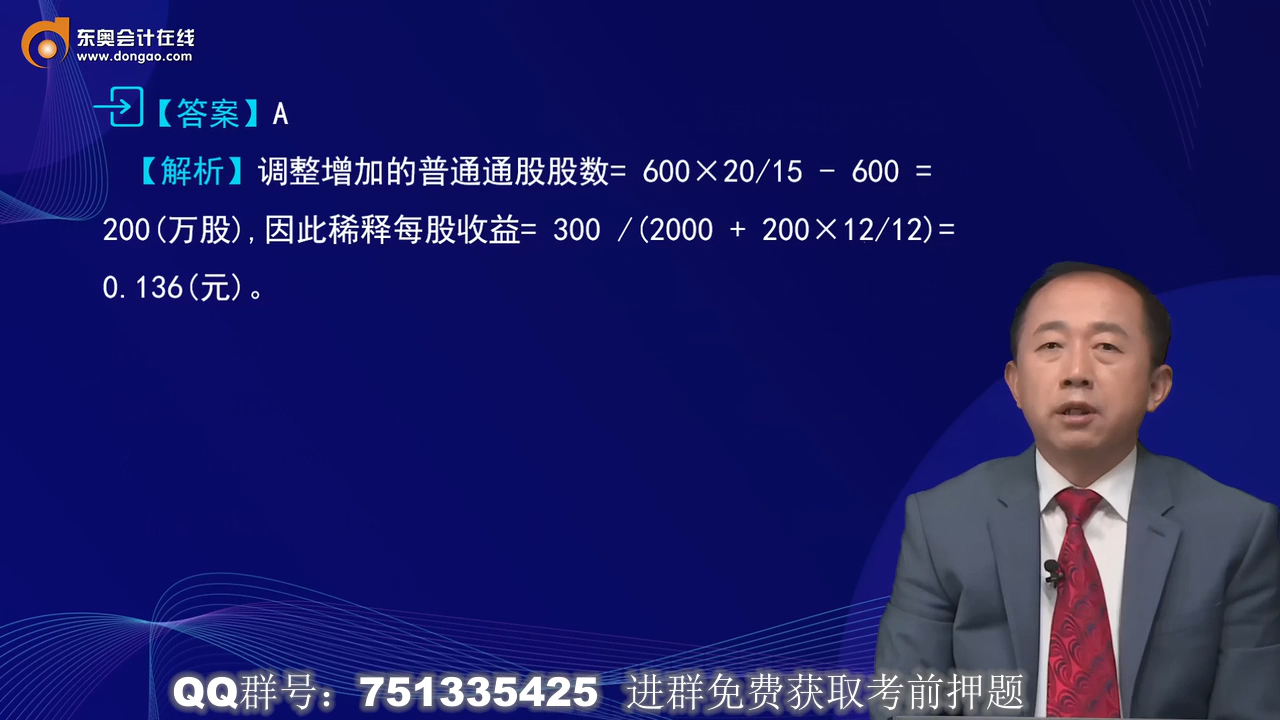 东奥会计在线
www.dongao.com
【答案】A
【解析】调整增加的普通通股股数= 600×20/15 - 600 =
200(万股),因此稀释每股收益= 300 /(2000 + 200×12/12)=
0.136(元)。
QQ群号：751335425 进群免费获取考前押题